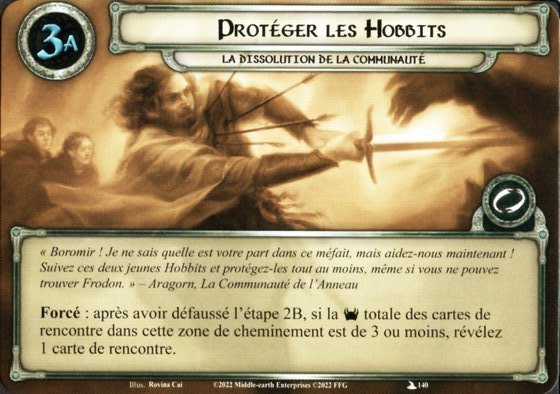 3A
PROTÉGER LES HOBBITS
LA DISSOLUTION DE LA COMMUNAUTÉ
« Boromir ! Je ne sais quelle est votre part dans ce méfait, mais aidez-nous maintenant !
Suivez ces deux jeunes Hobbits et protégez-les tout au moins, même si vous ne pouvez
trouver Frodon. » – Aragorn, La Communauté de l'Anneau
Forcé : après avoir défaussé l'étape 2B, si la totale des cartes de
rencontre dans cette zone de cheminement est de 3 ou moins, révélez
1 carte de rencontre.
Illus. Rovina Cai ©2022 Middle-earth Enterprises ©2022 FFG 140